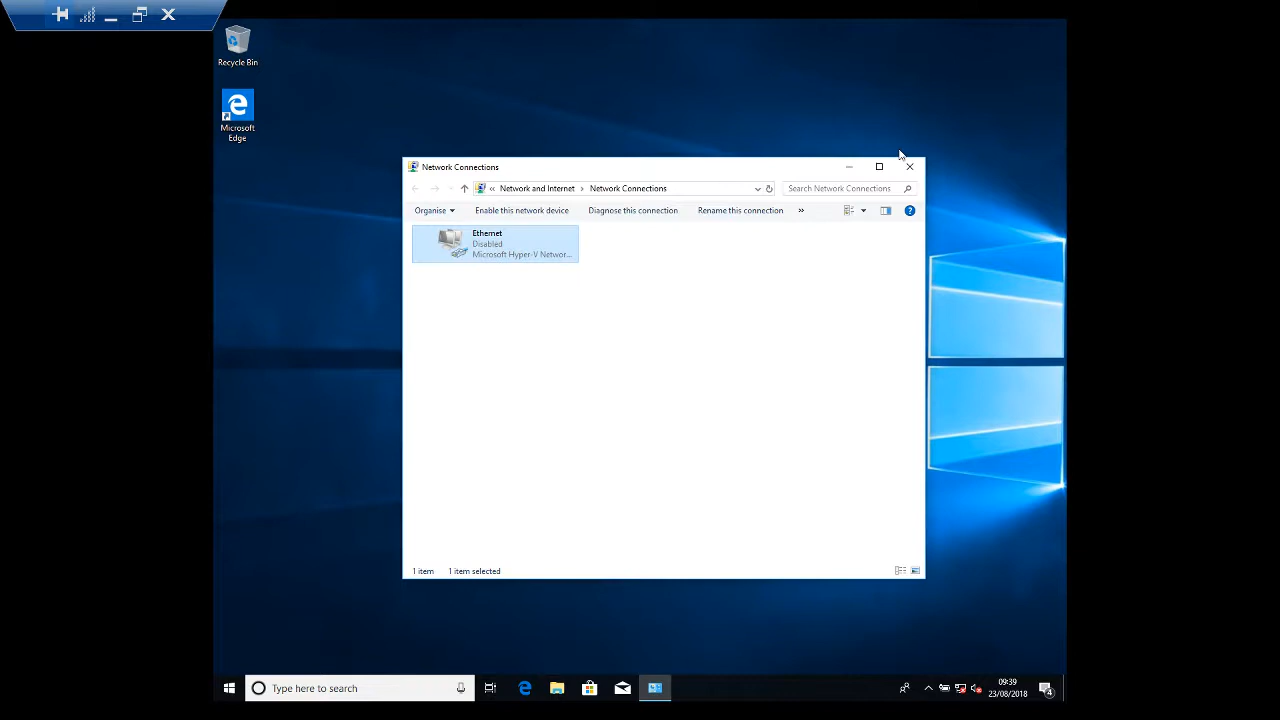 Recycle Bin
Microsoft
Edge
Network Connections
« Network and Internet › Network Connections
Search Network Connections
Organise
Enable this network device
Diagnose this connection
Rename this connection
»
Ethernet
Disabled
Microsoft Hyper-V Networ...
1 item
1 item selected
Type here to search
09:39
23/08/2018
4